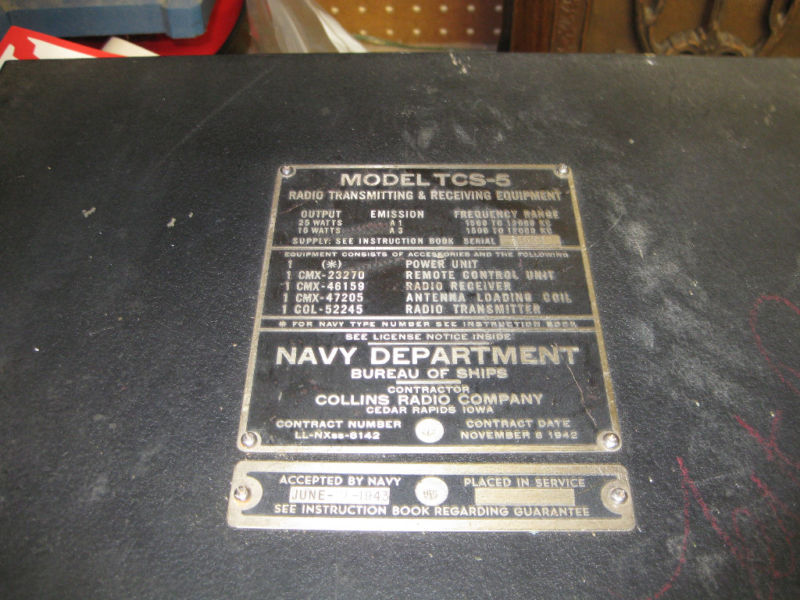 MODEL TCS-5
RADIO TRANSMITTING & RECEIVING EQUIPMENT
OUTPUT EMISSION FREQUENCY RANGE
25 WATTS A1 1500 TO 12000 KC
10 WATTS A3 1500 TO 12000 KC
SUPPLY: SEE INSTRUCTION BOOK SERIAL
EQUIPMENT CONSISTS OF ACCESSORIES AND THE FOLLOWING
1 (*) POWER UNIT
1 CMX-23270 REMOTE CONTROL UNIT
1 CMX-46159 RADIO RECEIVER
1 CMX-47205 ANTENNA LOADING COIL
1 COL-52245 RADIO TRANSMITTER
* FOR NAVY TYPE NUMBER SEE INSTRUCTION BOOK
SEE LICENSE NOTICE INSIDE
NAVY DEPARTMENT
BUREAU OF SHIPS
CONTRACTOR
COLLINS RADIO COMPANY
CEDAR RAPIDS IOWA
CONTRACT NUMBER CONTRACT DATE
LL-NXss-8142 NOVEMBER 8 1942
ACCEPTED BY NAVY PLACED IN SERVICE
JUNE- -1943
SEE INSTRUCTION BOOK REGARDING GUARANTEE